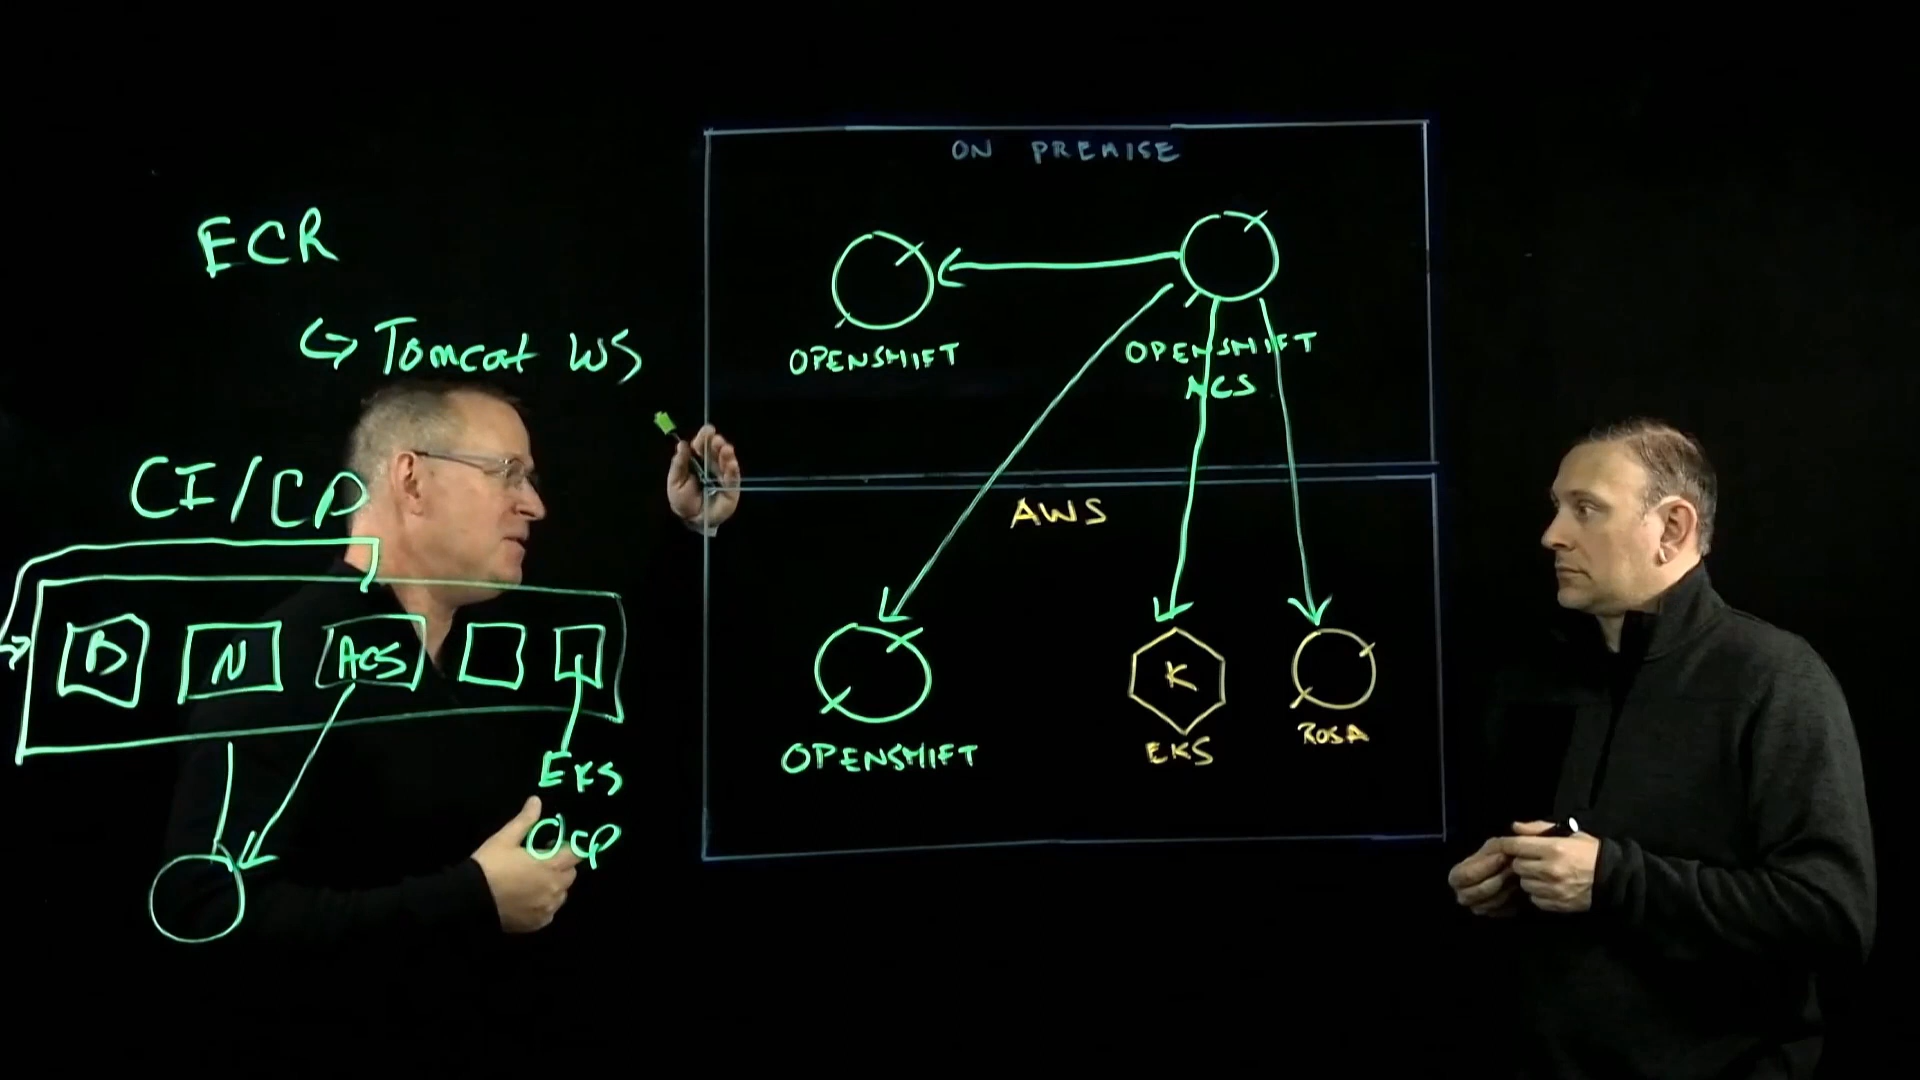 ECR
↳ Tomcat WS
CI/CD
B N ACS
EKS
OCP
ON PREMISE
OPENSHIFT
OPENSHIFT
ACS
AWS
K
OPENSHIFT
EKS
ROSA